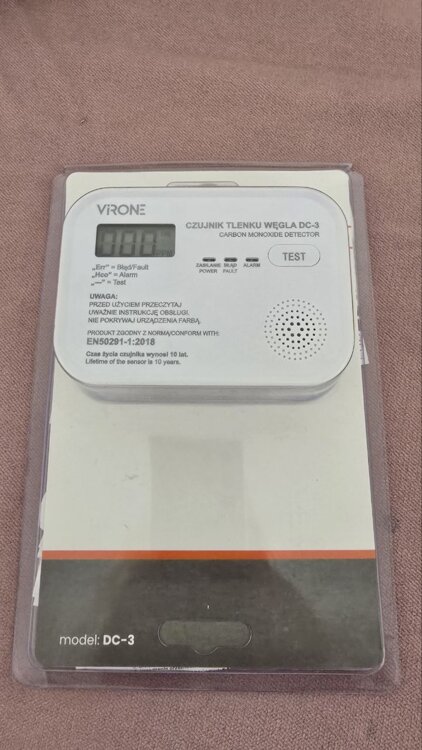 VIRONE
CZUJNIK TLENKU WĘGLA DC-3
CARBON MONOXIDE DETECTOR
„Err” = Błąd/Fault
„Hco” = Alarm
„---” = Test
ZASILANIE BŁĄD ALARM
POWER FAULT
TEST
UWAGA:
PRZED UŻYCIEM PRZECZYTAJ
UWAŻNIE INSTRUKCJĘ OBSŁUGI.
NIE POKRYWAJ URZĄDZENIA FARBĄ.
PRODUKT ZGODNY Z NORMĄ/CONFORM WITH:
EN50291-1:2018
Czas życia czujnika wynosi 10 lat.
Lifetime of the sensor is 10 years.
model: DC-3